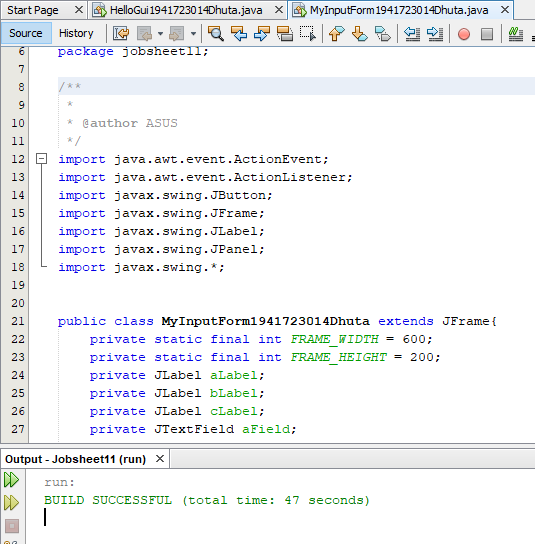 Start Page HelloGui1941723014Dhuta.java MyInputForm1941723014Dhuta.java
Source History
6 package jobsheet11;
7
8 /**
9 *
10 * @author ASUS
11 */
12 import java.awt.event.ActionEvent;
13 import java.awt.event.ActionListener;
14 import javax.swing.JButton;
15 import javax.swing.JFrame;
16 import javax.swing.JLabel;
17 import javax.swing.JPanel;
18 import javax.swing.*;
19
20
21 public class MyInputForm1941723014Dhuta extends JFrame{
22 private static final int FRAME_WIDTH = 600;
23 private static final int FRAME_HEIGHT = 200;
24 private JLabel aLabel;
25 private JLabel bLabel;
26 private JLabel cLabel;
27 private JTextField aField;
Output - Jobsheet11 (run)
run:
BUILD SUCCESSFUL (total time: 47 seconds)